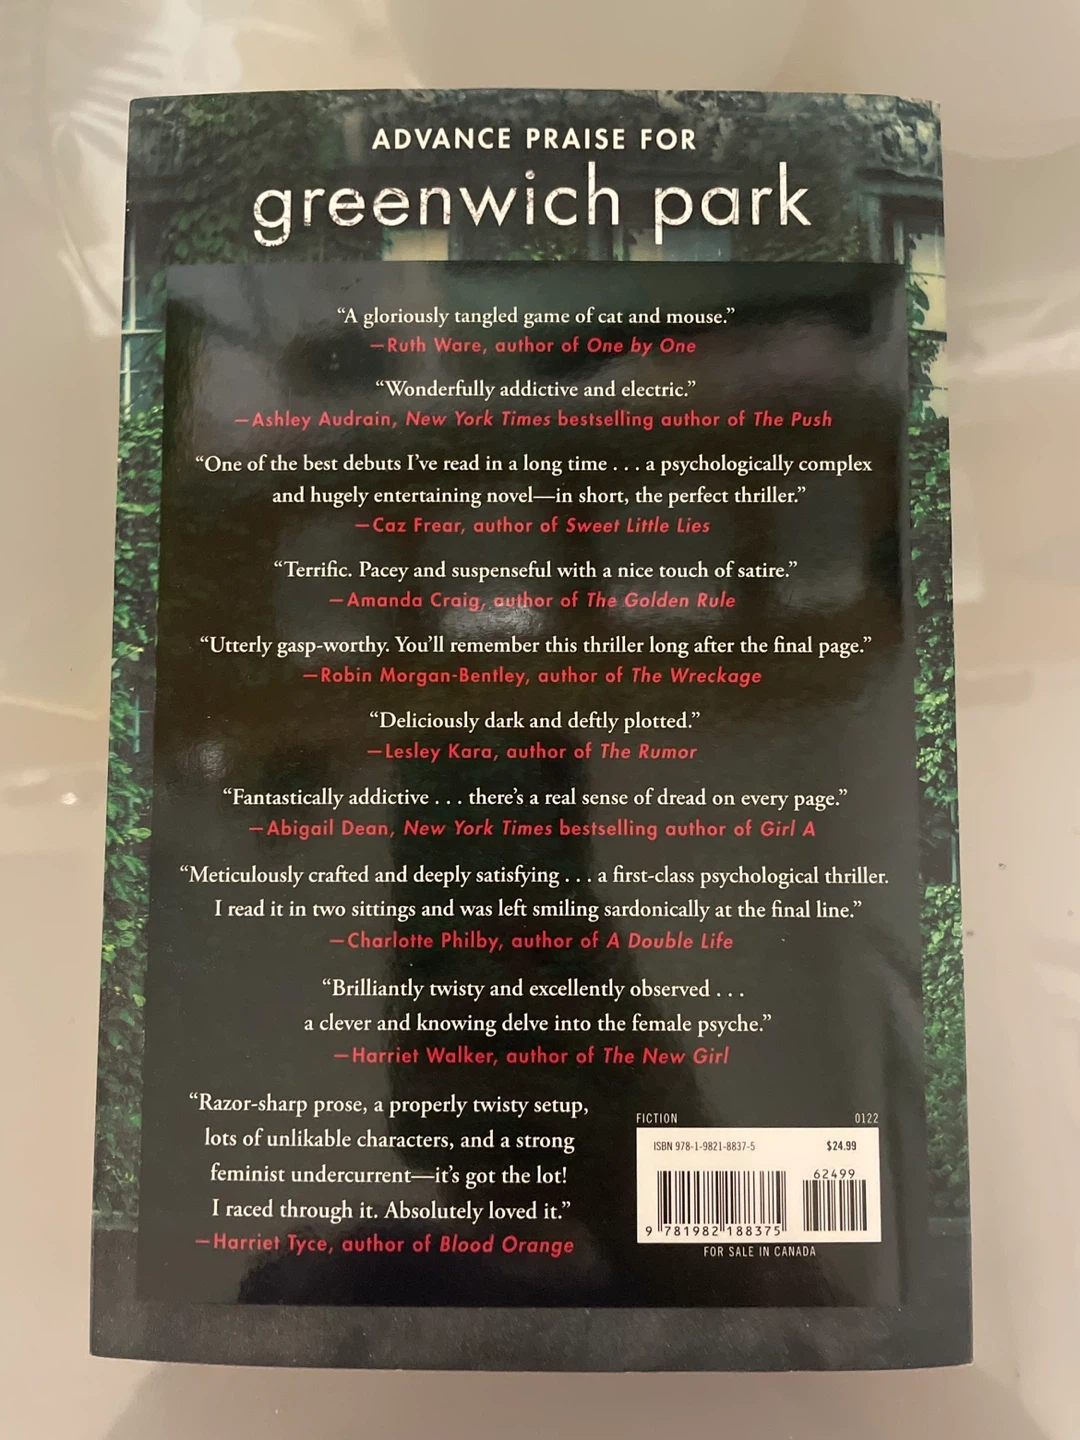 ADVANCE PRAISE FOR
greenwich park
“A gloriously tangled game of cat and mouse.”
—Ruth Ware, author of One by One
“Wonderfully addictive and electric.”
—Ashley Audrain, New York Times bestselling author of The Push
“One of the best debuts I’ve read in a long time . . . a psychologically complex
and hugely entertaining novel—in short, the perfect thriller.”
—Caz Frear, author of Sweet Little Lies
“Terrific. Pacey and suspenseful with a nice touch of satire.”
—Amanda Craig, author of The Golden Rule
“Utterly gasp-worthy. You’ll remember this thriller long after the final page.”
—Robin Morgan-Bentley, author of The Wreckage
“Deliciously dark and deftly plotted.”
—Lesley Kara, author of The Rumor
“Fantastically addictive . . . there’s a real sense of dread on every page.”
—Abigail Dean, New York Times bestselling author of Girl A
“Meticulously crafted and deeply satisfying . . . a first-class psychological thriller.
I read it in two sittings and was left smiling sardonically at the final line.”
—Charlotte Philby, author of A Double Life
“Brilliantly twisty and excellently observed . . .
a clever and knowing delve into the female psyche.”
—Harriet Walker, author of The New Girl
“Razor-sharp prose, a properly twisty setup,
lots of unlikable characters, and a strong
feminist undercurrent—it’s got the lot!
I raced through it. Absolutely loved it.”
—Harriet Tyce, author of Blood Orange
FICTION 0122
ISBN 978-1-9821-8837-5 $24.99
62499
9 781982 188375
FOR SALE IN CANADA